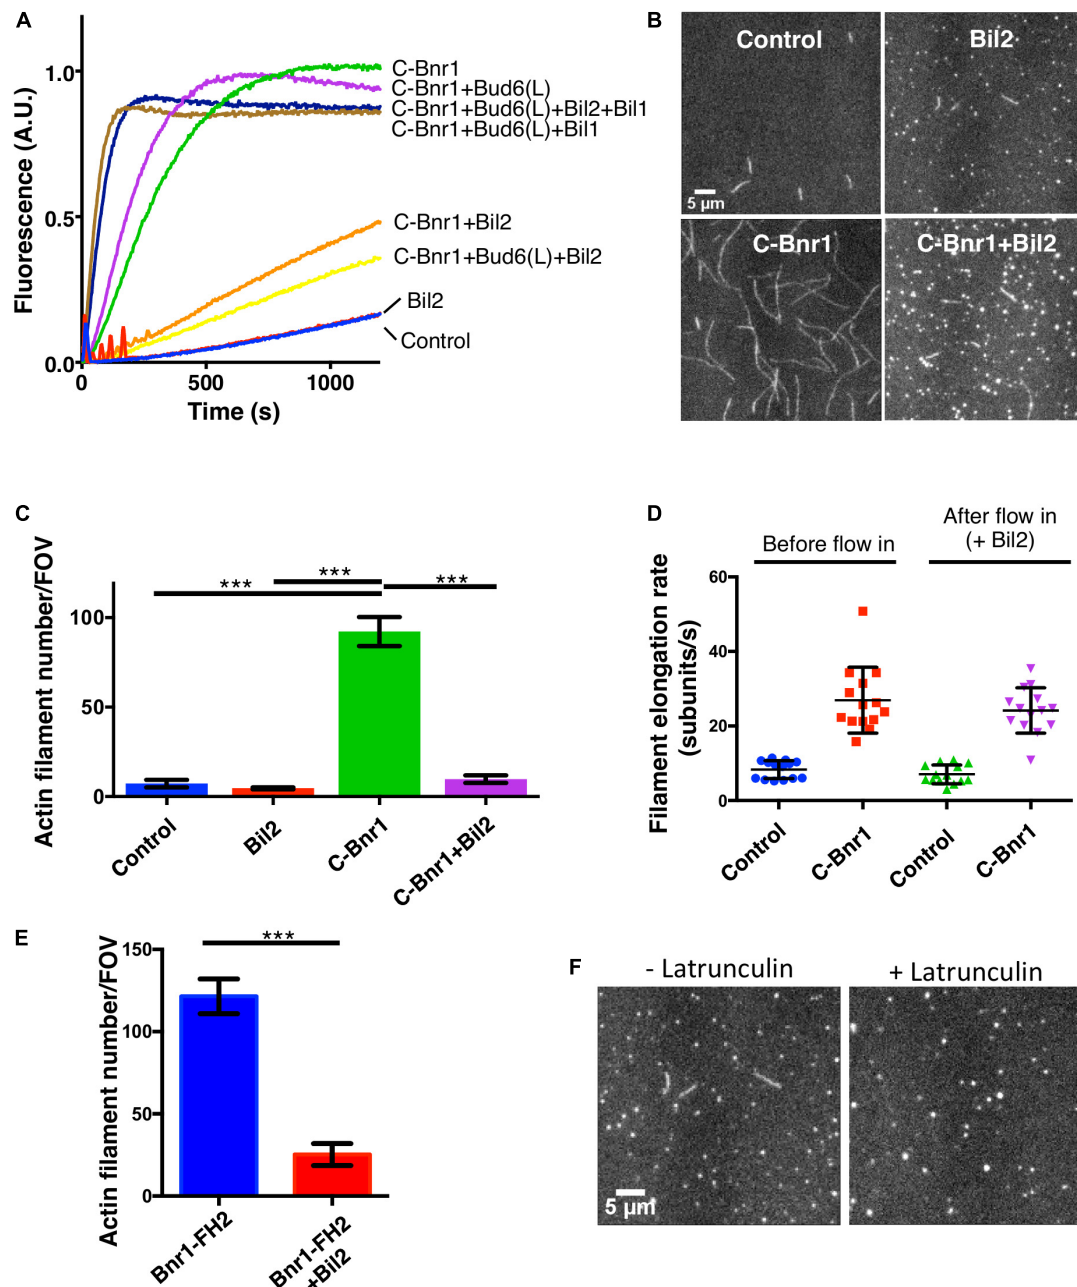 A
Fluorescence (A.U.)
1.0
0.5
0.0
0
500
1000
Time (s)
C-Bnr1
C-Bnr1+Bud6(L)
C-Bnr1+Bud6(L)+Bil2+Bil1
C-Bnr1+Bud6(L)+Bil1
C-Bnr1+Bil2
C-Bnr1+Bud6(L)+Bil2
Bil2
Control
B
Control
Bil2
5 µm
C-Bnr1
C-Bnr1+Bil2
C
Actin filament number/FOV
100
50
0
***
***
***
Control
Bil2
C-Bnr1
C-Bnr1+Bil2
D
Before flow in
After flow in
(+ Bil2)
Filament elongation rate
(subunits/s)
60
40
20
0
Control
C-Bnr1
Control
C-Bnr1
E
Actin filament number/FOV
150
100
50
0
***
Bnr1-FH2
Bnr1-FH2
+Bil2
F
- Latrunculin
+ Latrunculin
5 µm